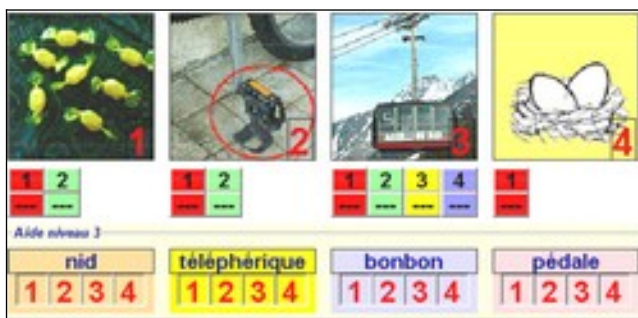 1 2 3 4
1 2 1 2 1 2 3 4 1
--- --- --- --- --- --- --- --- ---
Aide niveau 3
nid téléphérique bonbon pédale
1 2 3 4 1 2 3 4 1 2 3 4 1 2 3 4